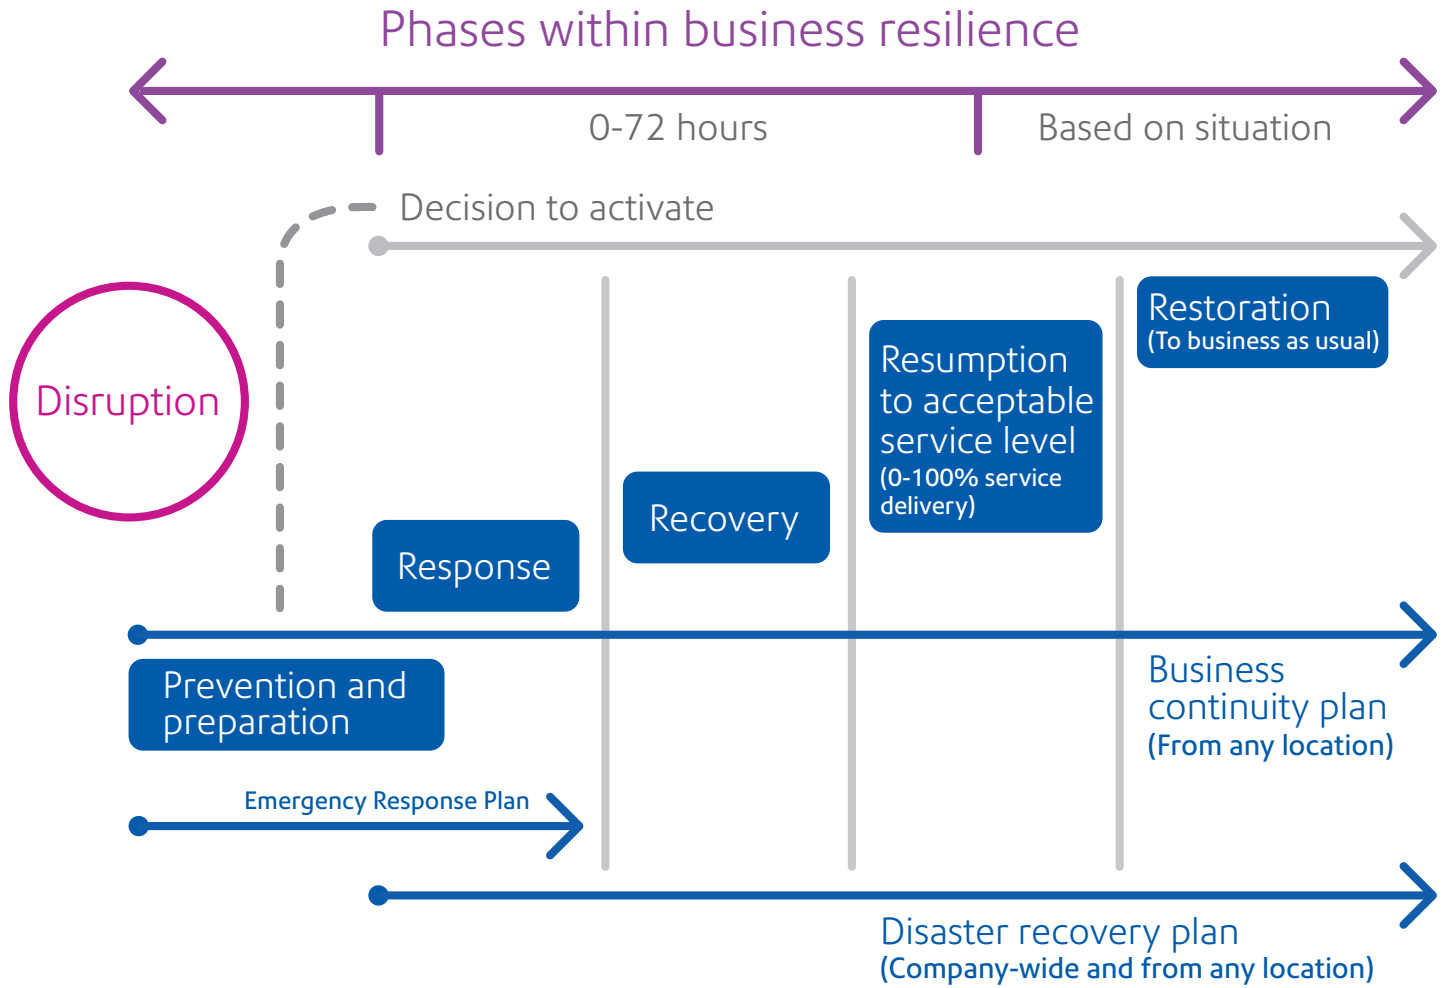 Phases within business resilience
0-72 hours
Based on situation
Decision to activate
Disruption
Restoration
(To business as usual)
Resumption
to acceptable
service level
(0-100% service
delivery)
Recovery
Response
Prevention and
preparation
Business
continuity plan
(From any location)
Emergency Response Plan
Disaster recovery plan
(Company-wide and from any location)